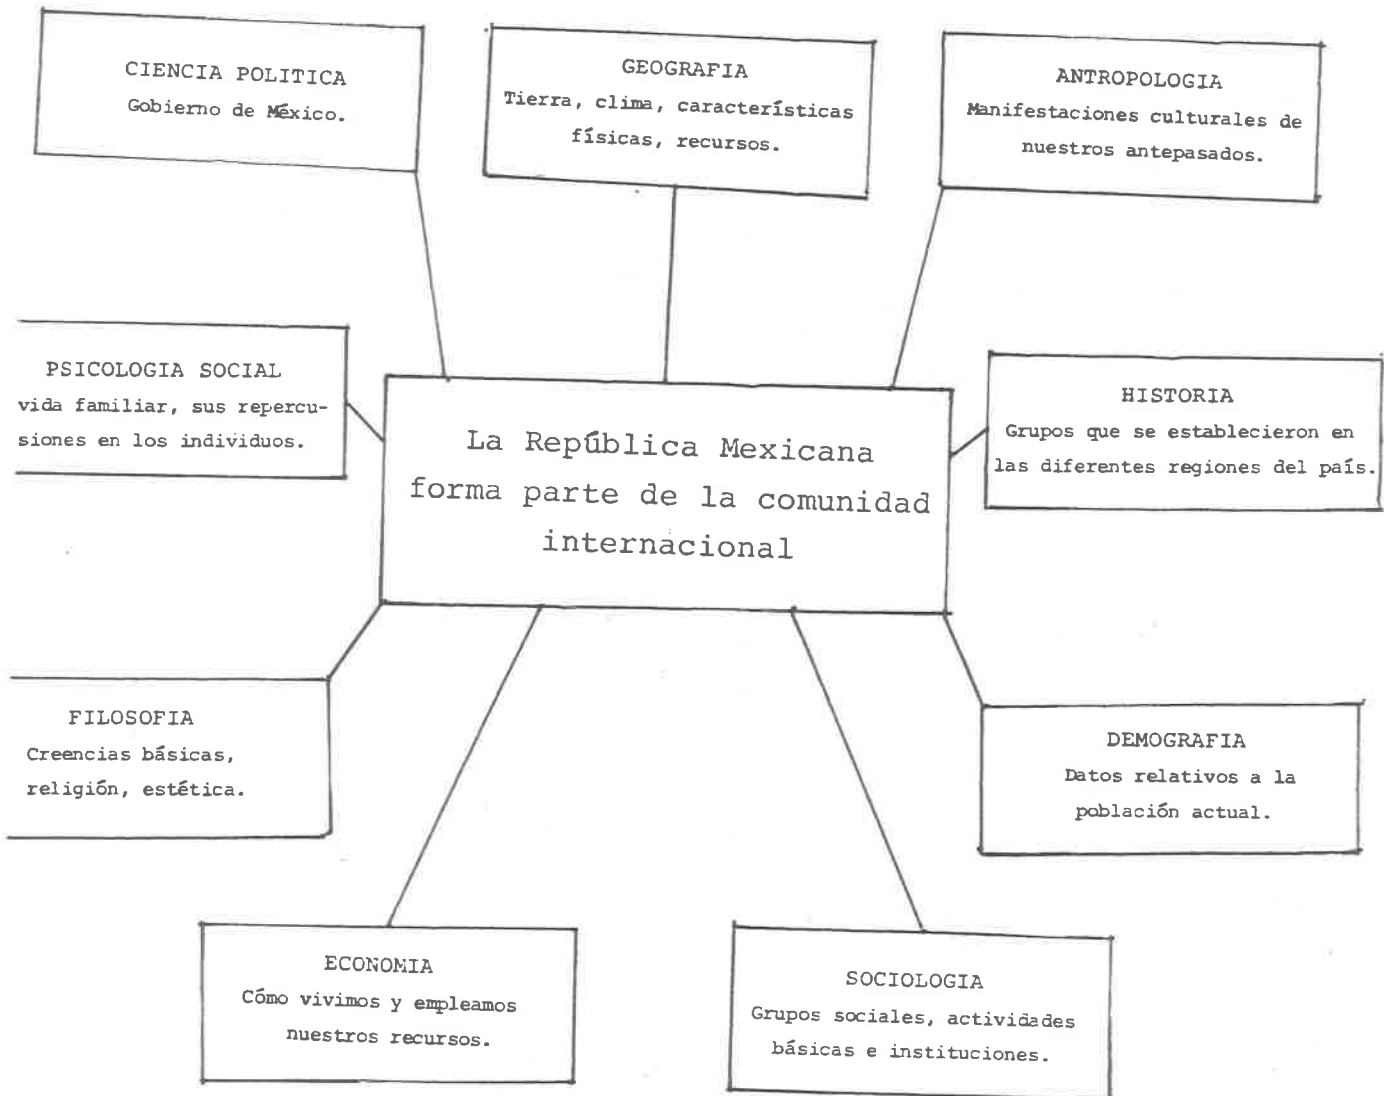 CIENCIA POLITICA
Gobierno de México.
GEOGRAFIA
Tierra, clima, características
físicas, recursos.
ANTROPOLOGIA
Manifestaciones culturales de
nuestros antepasados.
PSICOLOGIA SOCIAL
vida familiar, sus repercu-
siones en los individuos.
La República Mexicana
forma parte de la comunidad
internacional
HISTORIA
Grupos que se establecieron en
las diferentes regiones del país.
FILOSOFIA
Creencias básicas,
religión, estética.
DEMOGRAFIA
Datos relativos a la
población actual.
ECONOMIA
Cómo vivimos y empleamos
nuestros recursos.
SOCIOLOGIA
Grupos sociales, actividades
básicas e instituciones.